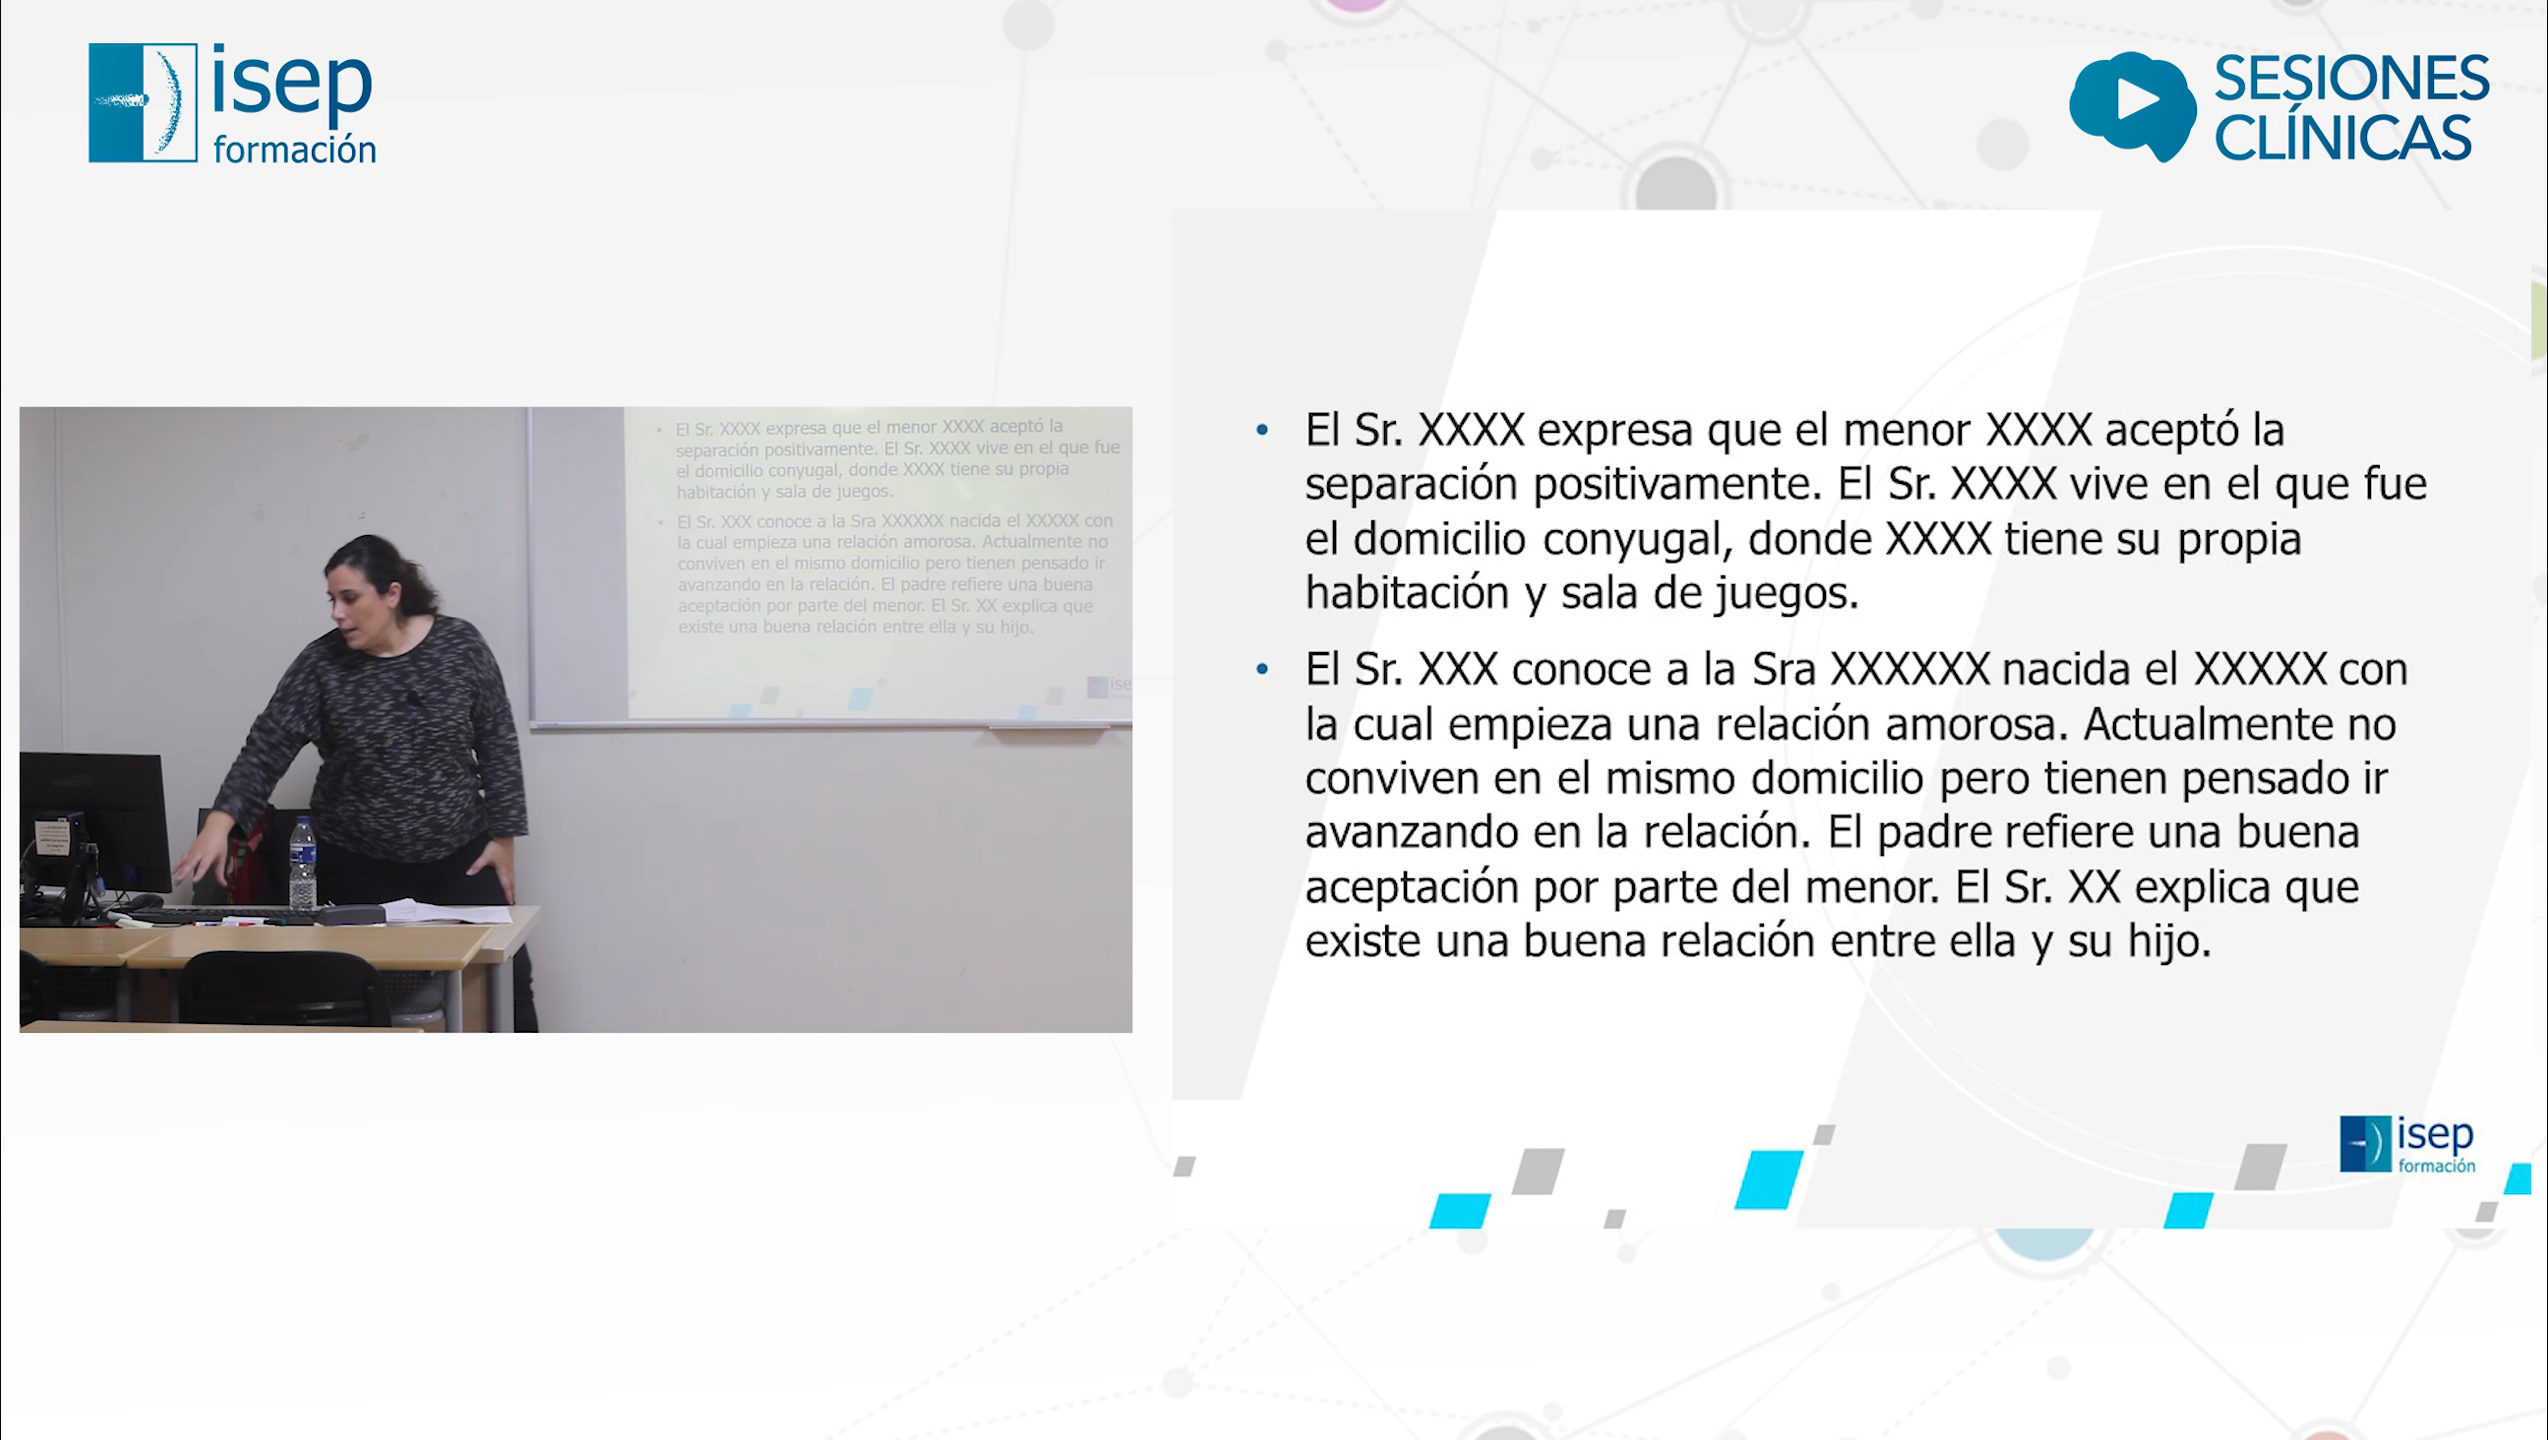 isep
formación
SESIONES
CLÍNICAS
• El Sr. XXXX expresa que el menor XXXX aceptó la
separación positivamente. El Sr. XXXX vive en el que fue
el domicilio conyugal, donde XXXX tiene su propia
habitación y sala de juegos.
• El Sr. XXX conoce a la Sra XXXXXX nacida el XXXXX con
la cual empieza una relación amorosa. Actualmente no
conviven en el mismo domicilio pero tienen pensado ir
avanzando en la relación. El padre refiere una buena
aceptación por parte del menor. El Sr. XX explica que
existe una buena relación entre ella y su hijo.
ise
• El Sr. XXXX expresa que el menor XXXX aceptó la
separación positivamente. El Sr. XXXX vive en el que fue
el domicilio conyugal, donde XXXX tiene su propia
habitación y sala de juegos.
• El Sr. XXX conoce a la Sra XXXXXX nacida el XXXXX con
la cual empieza una relación amorosa. Actualmente no
conviven en el mismo domicilio pero tienen pensado ir
avanzando en la relación. El padre refiere una buena
aceptación por parte del menor. El Sr. XX explica que
existe una buena relación entre ella y su hijo.
isep
formación